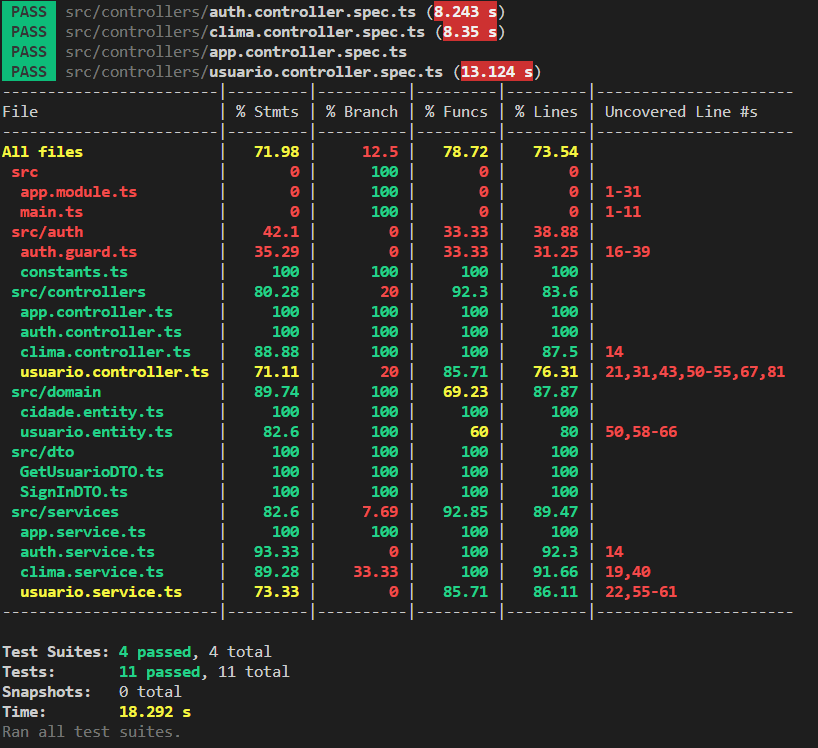 PASS src/controllers/auth.controller.spec.ts (8.243 s)
PASS src/controllers/clima.controller.spec.ts (8.35 s)
PASS src/controllers/app.controller.spec.ts
PASS src/controllers/usuario.controller.spec.ts (13.124 s)
------------------------|---------|----------|---------|---------|----------------------
File                    | % Stmts | % Branch | % Funcs | % Lines | Uncovered Line #s
------------------------|---------|----------|---------|---------|----------------------
All files               |   71.98 |     12.5 |   78.72 |   73.54 |
 src                    |       0 |      100 |       0 |       0 |
  app.module.ts         |       0 |      100 |       0 |       0 | 1-31
  main.ts               |       0 |      100 |       0 |       0 | 1-11
 src/auth               |    42.1 |        0 |   33.33 |   38.88 |
  auth.guard.ts         |   35.29 |        0 |   33.33 |   31.25 | 16-39
  constants.ts          |     100 |      100 |     100 |     100 |
 src/controllers        |   80.28 |       20 |    92.3 |    83.6 |
  app.controller.ts     |     100 |      100 |     100 |     100 |
  auth.controller.ts    |     100 |      100 |     100 |     100 |
  clima.controller.ts   |   88.88 |      100 |     100 |    87.5 | 14
  usuario.controller.ts |   71.11 |       20 |   85.71 |   76.31 | 21,31,43,50-55,67,81
 src/domain             |   89.74 |      100 |   69.23 |   87.87 |
  cidade.entity.ts      |     100 |      100 |     100 |     100 |
  usuario.entity.ts     |    82.6 |      100 |      60 |      80 | 50,58-66
 src/dto                |     100 |      100 |     100 |     100 |
  GetUsuarioDTO.ts      |     100 |      100 |     100 |     100 |
  SignInDTO.ts          |     100 |      100 |     100 |     100 |
 src/services           |    82.6 |     7.69 |   92.85 |   89.47 |
  app.service.ts        |     100 |      100 |     100 |     100 |
  auth.service.ts       |   93.33 |        0 |     100 |    92.3 | 14
  clima.service.ts      |   89.28 |    33.33 |     100 |   91.66 | 19,40
  usuario.service.ts    |   73.33 |        0 |   85.71 |   86.11 | 22,55-61
------------------------|---------|----------|---------|---------|----------------------
Test Suites: 4 passed, 4 total
Tests:       11 passed, 11 total
Snapshots:   0 total
Time:        18.292 s
Ran all test suites.